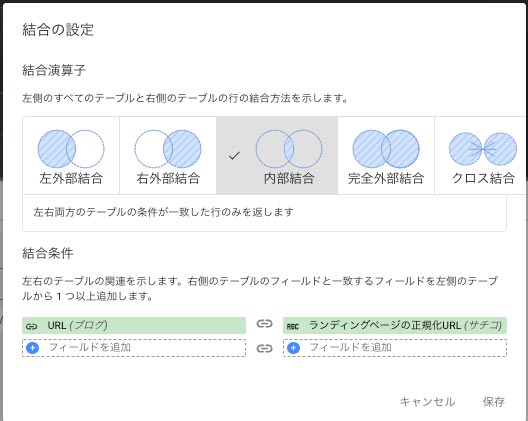 結合の設定
結合演算子
左側のすべてのテーブルと右側のテーブルの行の結合方法を示します。
左外部結合 右外部結合 内部結合 完全外部結合 クロス結合
左右両方のテーブルの条件が一致した行のみを返します
結合条件
左右のテーブルの関連を示します。右側のテーブルのフィールドと一致するフィールドを左側のテーブ
ルから 1 つ以上追加します。
URL (ブログ) ABC ランディングページの正規化URL (サチコ)
フィールドを追加 フィールドを追加
キャンセル 保存